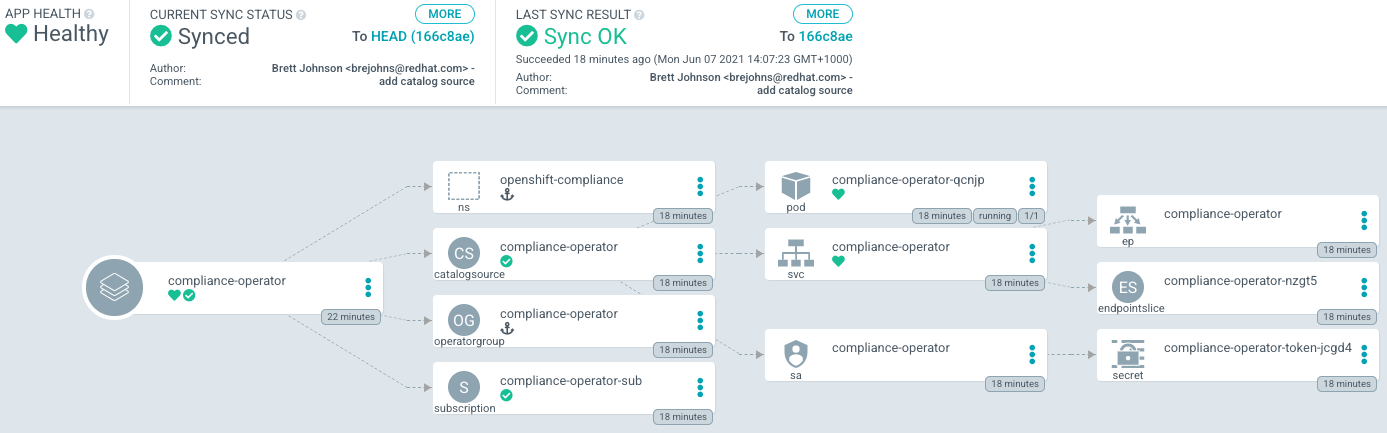 APP HEALTH ?
Healthy
CURRENT SYNC STATUS ?
MORE
Synced
To HEAD (166c8ae)
Author:
Brett Johnson <brejohns@redhat.com> -
Comment:
add catalog source
LAST SYNC RESULT ?
MORE
Sync OK
To 166c8ae
Succeeded 18 minutes ago (Mon Jun 07 2021 14:07:23 GMT+1000)
Author:
Brett Johnson <brejohns@redhat.com> -
Comment:
add catalog source
compliance-operator
22 minutes
openshift-compliance
ns
18 minutes
CS
compliance-operator
catalogsource
18 minutes
OG
compliance-operator
operatorgroup
18 minutes
S
compliance-operator-sub
subscription
18 minutes
compliance-operator-qcnjp
pod
18 minutes
running
1/1
compliance-operator
svc
18 minutes
compliance-operator
sa
18 minutes
compliance-operator
ep
18 minutes
ES
compliance-operator-nzgt5
endpointslice
18 minutes
compliance-operator-token-jcgd4
secret
18 minutes